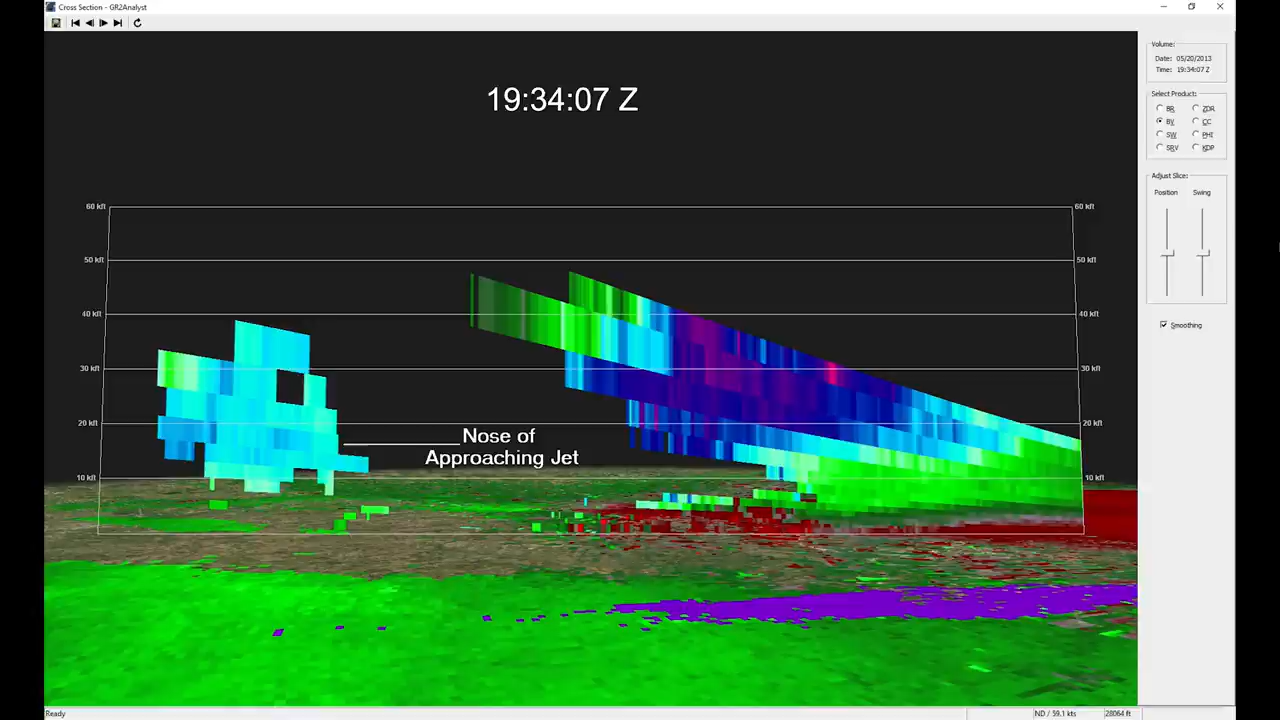 Cross Section - GR2Analyst
19:34:07 Z
60 kft
60 kft
50 kft
50 kft
40 kft
40 kft
30 kft
30 kft
20 kft
20 kft
10 kft
10 kft
Nose of
Approaching Jet
Volume:
Date: 05/20/2013
Time: 19:34:07 Z
Select Product:
BR ZDR
BV CC
SW PHI
SRV KDP
Adjust Slice:
Position Swing
Smoothing
Ready
ND / 59.1 kts
28064 ft